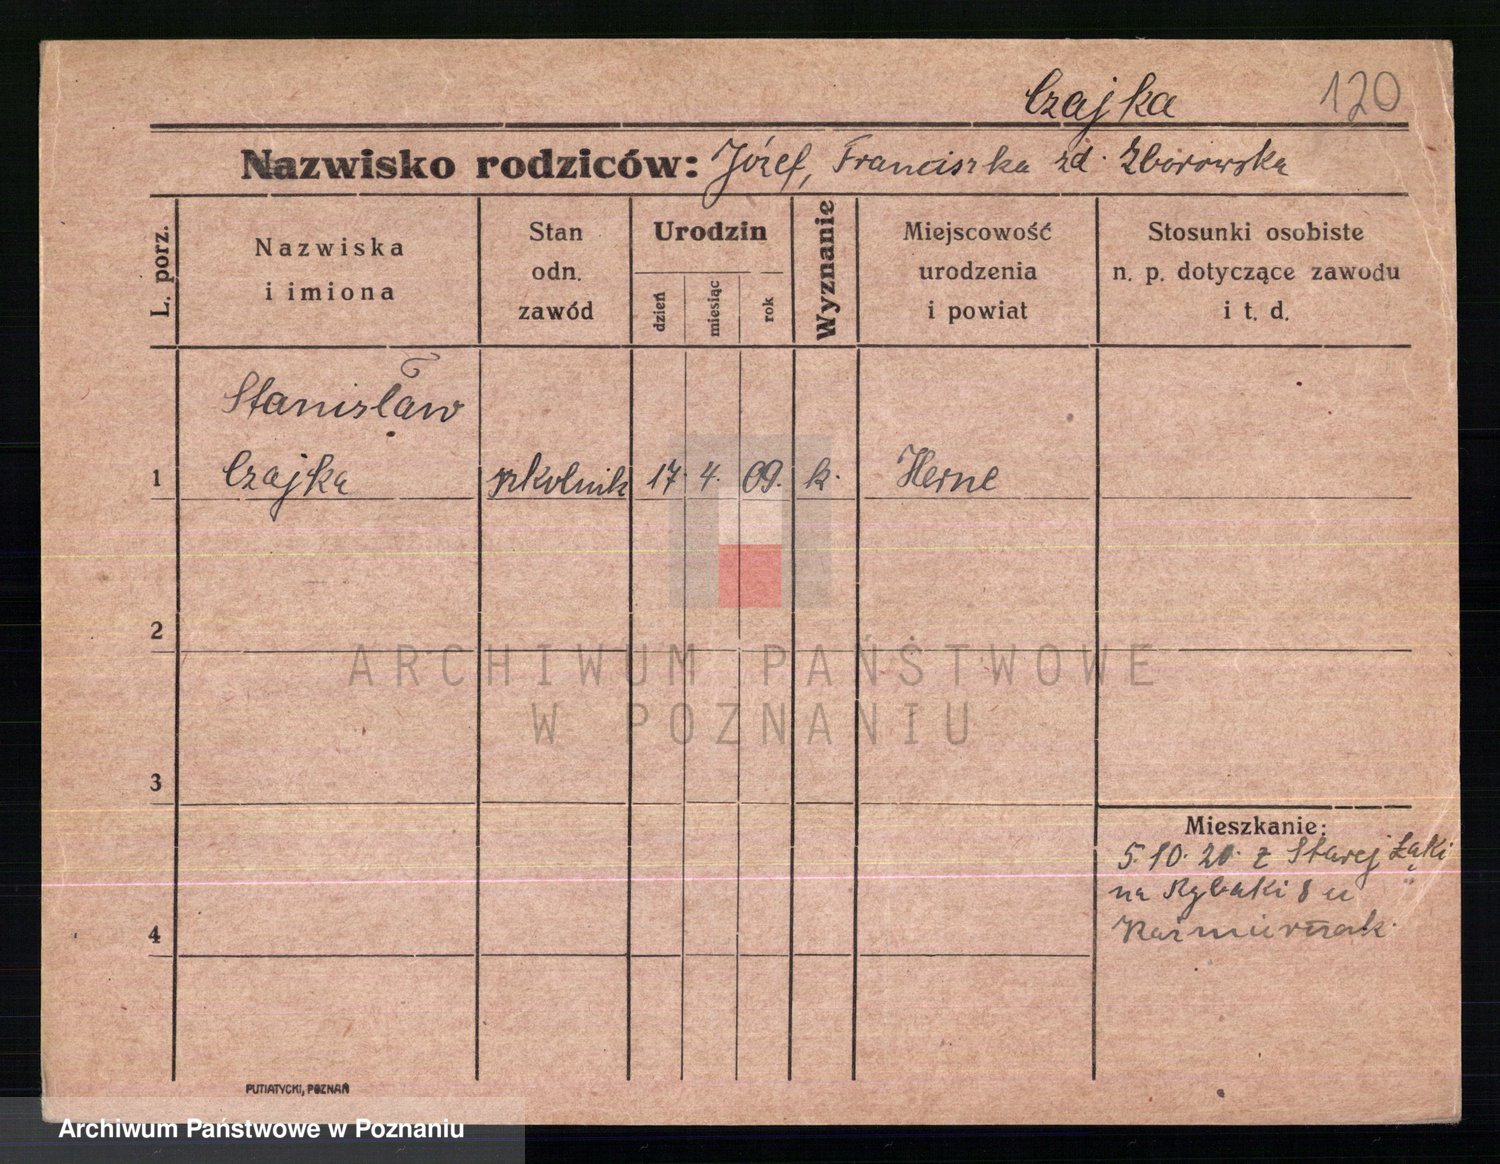 Czajka 120
Nazwisko rodziców: Józef, Franciszka zd. Zborowska
L. porz.
Nazwiska
i imiona
Stan
odn.
zawód
Urodzin
dzień
miesiąc
rok
Wyznanie
Miejscowość
urodzenia
i powiat
Stosunki osobiste
n. p. dotyczące zawodu
i t. d.
Stanisław
1 Czajka szkolnik 17. 4. 09. k. Herne
2
ARCHIWUM PAŃSTWOWE
W POZNANIU
3
Mieszkanie:
5.10.20. z Starej Łąki
na Rybaki 8 u
4
PUTIATYCKI, POZNAŃ
Archiwum Państwowe w Poznaniu